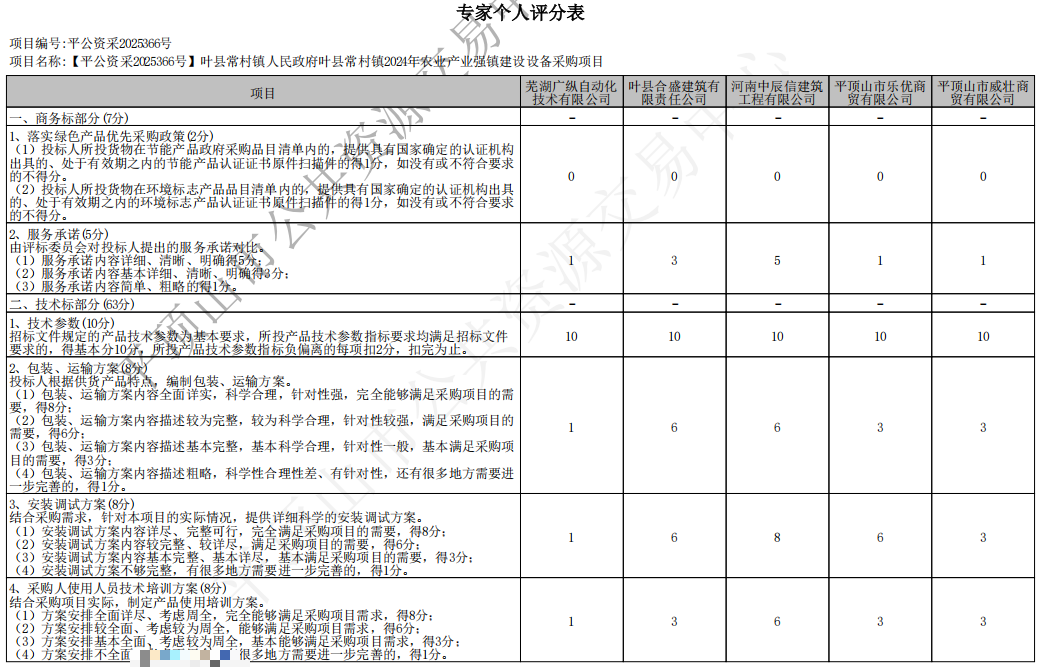 专家个人评分表
项目编号:平公资采2025366号
项目名称:【平公资采2025366号】叶县常村镇人民政府叶县常村镇2024年农业产业强镇建设设备采购项目
项目 芜湖广纵自动化技术有限公司 叶县合盛建筑有限责任公司 河南中辰信建筑工程有限公司 平顶山市乐优商贸有限公司 平顶山市威壮商贸有限公司
一、商务标部分(7分) – – – – –
1、落实绿色产品优先采购政策(2分)
（1）投标人所投货物在节能产品政府采购品目清单内的，提供具有国家确定的认证机构
出具的、处于有效期之内的节能产品认证证书原件扫描件的得1分，如没有或不符合要求
的不得分。
（2）投标人所投货物在环境标志产品品目清单内的，提供具有国家确定的认证机构出具
的、处于有效期之内的环境标志产品认证证书原件扫描件的得1分，如没有或不符合要求
的不得分。
0 0 0 0 0
2、服务承诺(5分)
由评标委员会对投标人提出的服务承诺对比。
（1）服务承诺内容详细、清晰、明确得5分；
（2）服务承诺内容基本详细、清晰、明确得3分；
（3）服务承诺内容简单、粗略的得1分。
1 3 5 1 1
二、技术标部分(63分) – – – – –
1、技术参数(10分)
招标文件规定的产品技术参数为基本要求，所投产品技术参数指标要求均满足招标文件
要求的，得基本分10分，所投产品技术参数指标负偏离的每项扣2分，扣完为止。
10 10 10 10 10
2、包装、运输方案(8分)
投标人根据供货产品特点，编制包装、运输方案。
（1）包装、运输方案内容全面详实，科学合理，针对性强，完全能够满足采购项目的需
要，得8分；
（2）包装、运输方案内容描述较为完整，较为科学合理，针对性较强，满足采购项目的
需要，得6分；
（3）包装、运输方案内容描述基本完整，基本科学合理，针对性一般，基本满足采购项
目的需要，得3分；
（4）包装、运输方案内容描述粗略，科学性合理性差、有针对性，还有很多地方需要进
一步完善的，得1分。
1 6 6 3 3
3、安装调试方案(8分)
结合采购需求，针对本项目的实际情况，提供详细科学的安装调试方案。
（1）安装调试方案内容详尽、完整可行，完全满足采购项目的需要，得8分；
（2）安装调试方案内容较完整、较详尽，满足采购项目的需要，得6分；
（3）安装调试方案内容基本完整、基本详尽，基本满足采购项目的需要，得3分；
（4）安装调试方案不够完整，有很多地方需要进一步完善的，得1分。
1 6 8 6 3
4、采购人使用人员技术培训方案(8分)
结合采购项目实际，制定产品使用培训方案。
（1）方案安排全面详尽、考虑周全，完全能够满足采购项目需求，得8分；
（2）方案安排较全面、考虑较为周全，能够满足采购项目需求，得6分；
（3）方案安排基本全面、考虑较为周全，基本能够满足采购项目需求，得3分；
（4）方案安排不全面 很多地方需要进一步完善的，得1分。
1 3 6 3 3
平顶山市公共资源交易中心
平顶山市公共资源交易中心